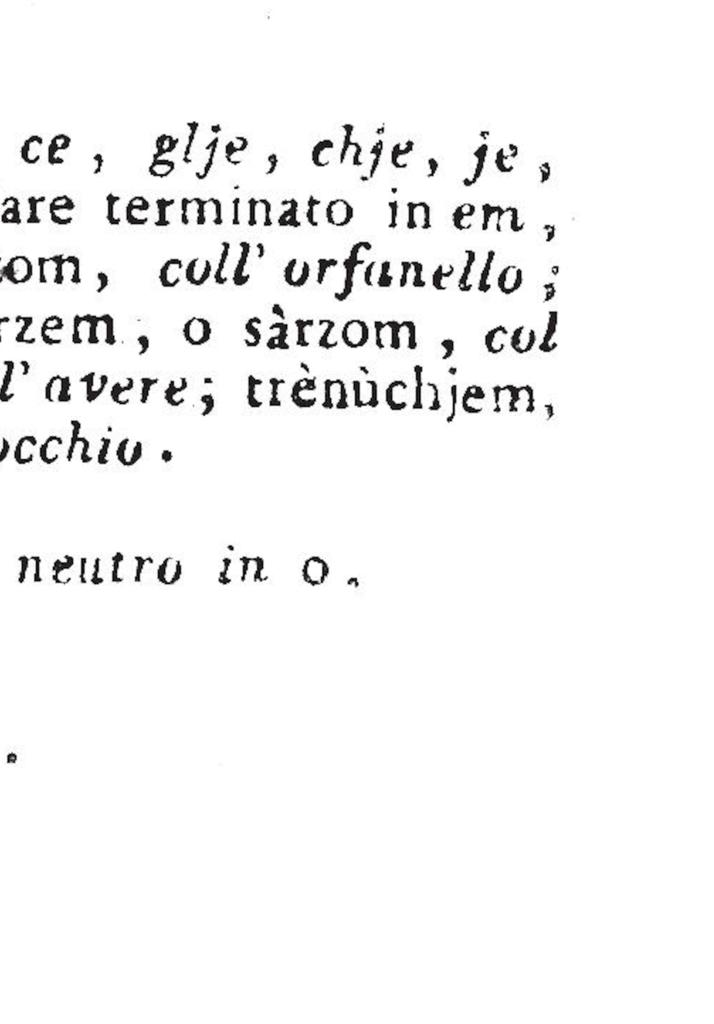 ce, glje, chje, je,
are terminato in em,
om, coll' orfanello;
rzem, o sàrzom, col
l' avere; trènùchjem,
occhio.
neutro in o.
.